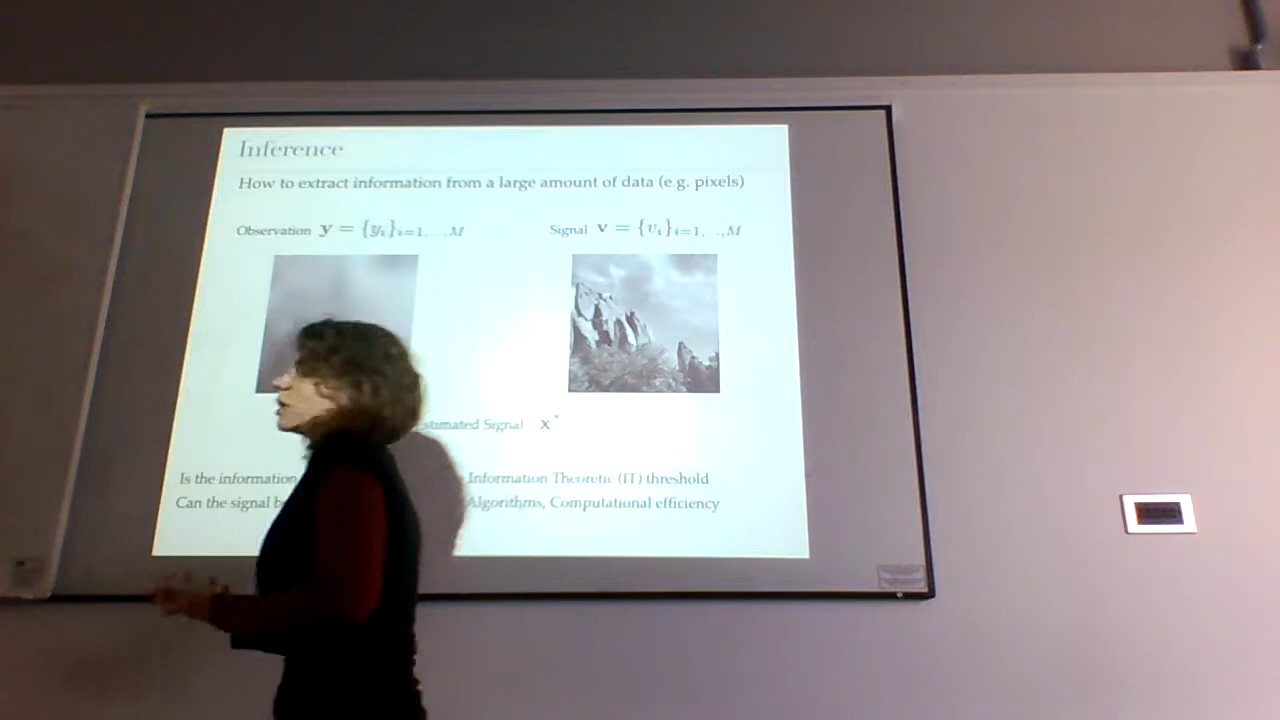 Inference
How to extract information from a large amount of data (e.g. pixels)
Observation y = {y_i}_{i=1,...,M}
Signal v = {v_i}_{i=1,...,M}
Estimated Signal x*
Is the information
Information Theoretic (IT) threshold
Can the signal
Algorithms, Computational efficiency